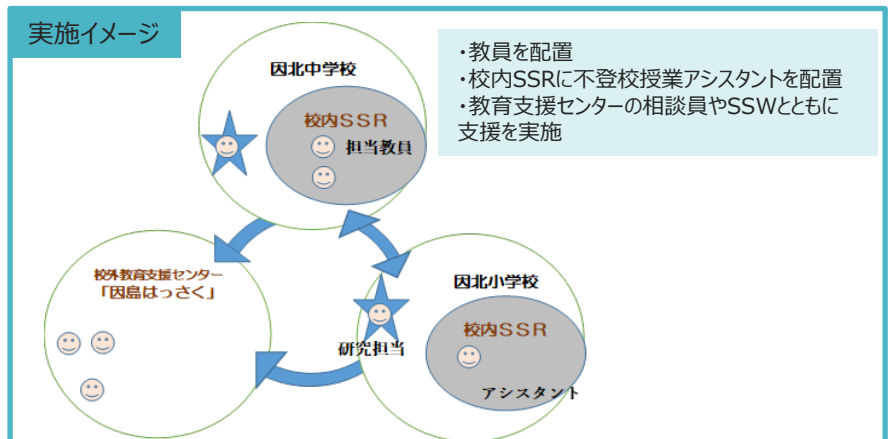 実施イメージ
・教員を配置
・校内SSRに不登校授業アシスタントを配置
・教育支援センターの相談員やSSWとともに
支援を実施
因北中学校
校内ＳＳＲ
担当教員
校外教育支援センター
「因島はっさく」
因北小学校
校内ＳＳＲ
研究担当
アシスタント